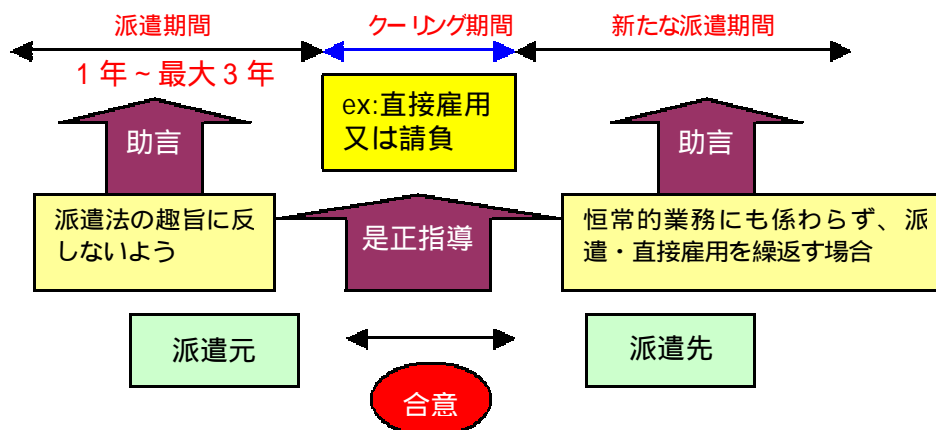 派遣期間
クーリング期間
新たな派遣期間
1年~最大3年
ex:直接雇用
又は請負
助言
助言
派遣法の趣旨に反
しないよう
是正指導
恒常的業務にも係わらず、派
遣・直接雇用を繰返す場合
派遣元
派遣先
合意